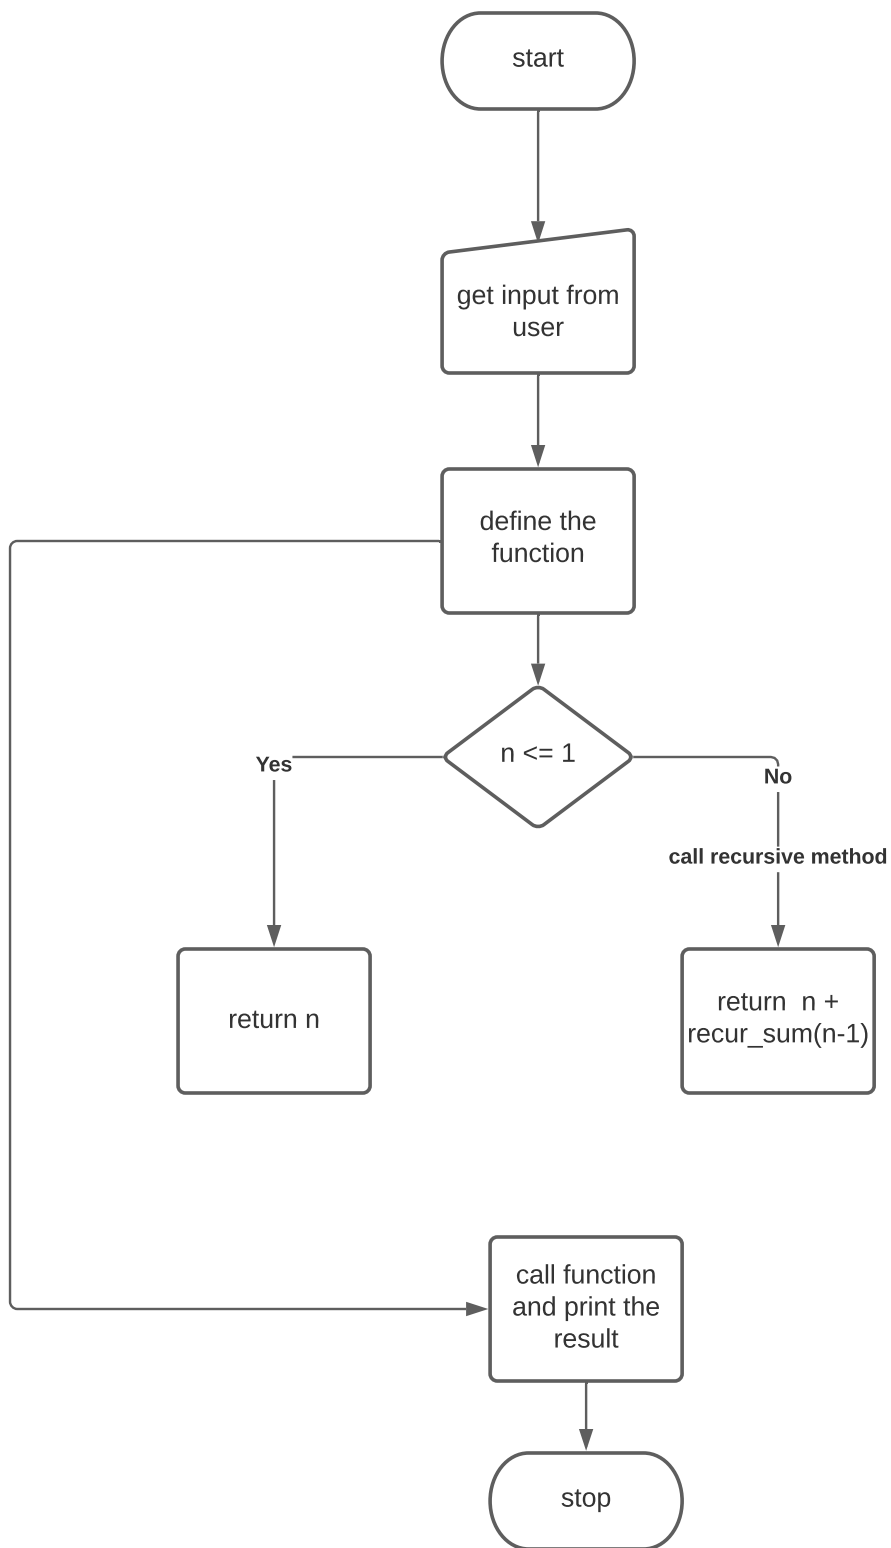 start
get input from
user
define the
function
n <= 1
Yes
No
call recursive method
return n
return  n +
recur_sum(n-1)
call function
and print the
result
stop